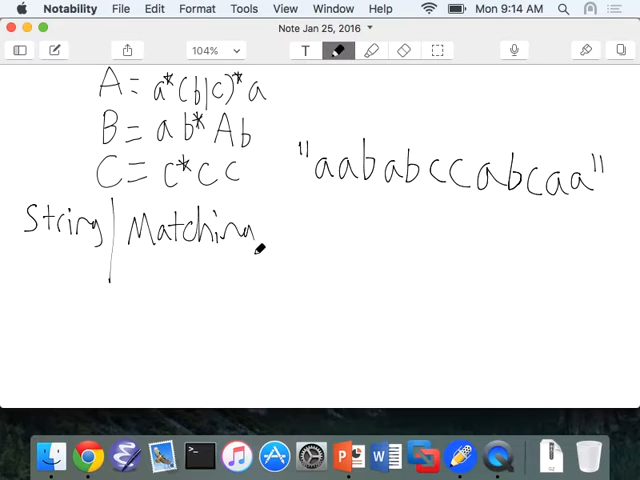 Notability File Edit Format Tools View Window Help Mon 9:14 AM
Note Jan 25, 2016
104% T
A = a*(b|c)*a
B = ab*Ab
C = c*cc
"aababccabcaa"
String | Matching